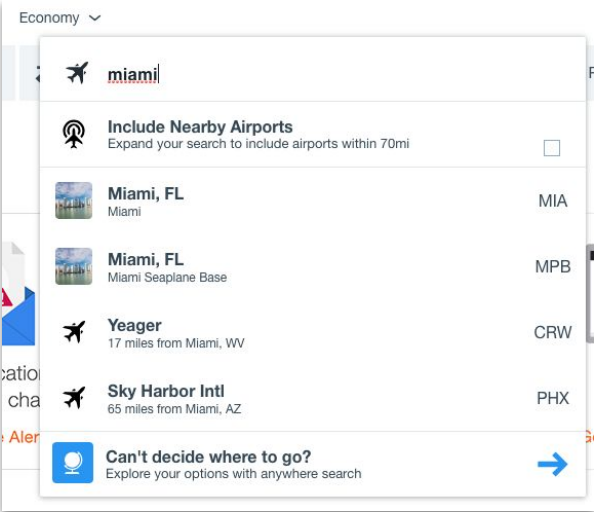 Economy
miami
Include Nearby Airports
Expand your search to include airports within 70mi
Miami, FL
Miami
MIA
Miami, FL
Miami Seaplane Base
MPB
Yeager
17 miles from Miami, WV
CRW
Sky Harbor Intl
65 miles from Miami, AZ
PHX
cha
Can't decide where to go?
Explore your options with anywhere search